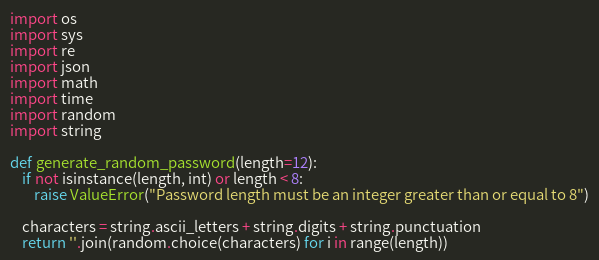 import os
import sys
import re
import json
import math
import time
import random
import string

def generate_random_password(length=12):
    if not isinstance(length, int) or length < 8:
        raise ValueError("Password length must be an integer greater than or equal to 8")

    characters = string.ascii_letters + string.digits + string.punctuation
    return ''.join(random.choice(characters) for i in range(length))